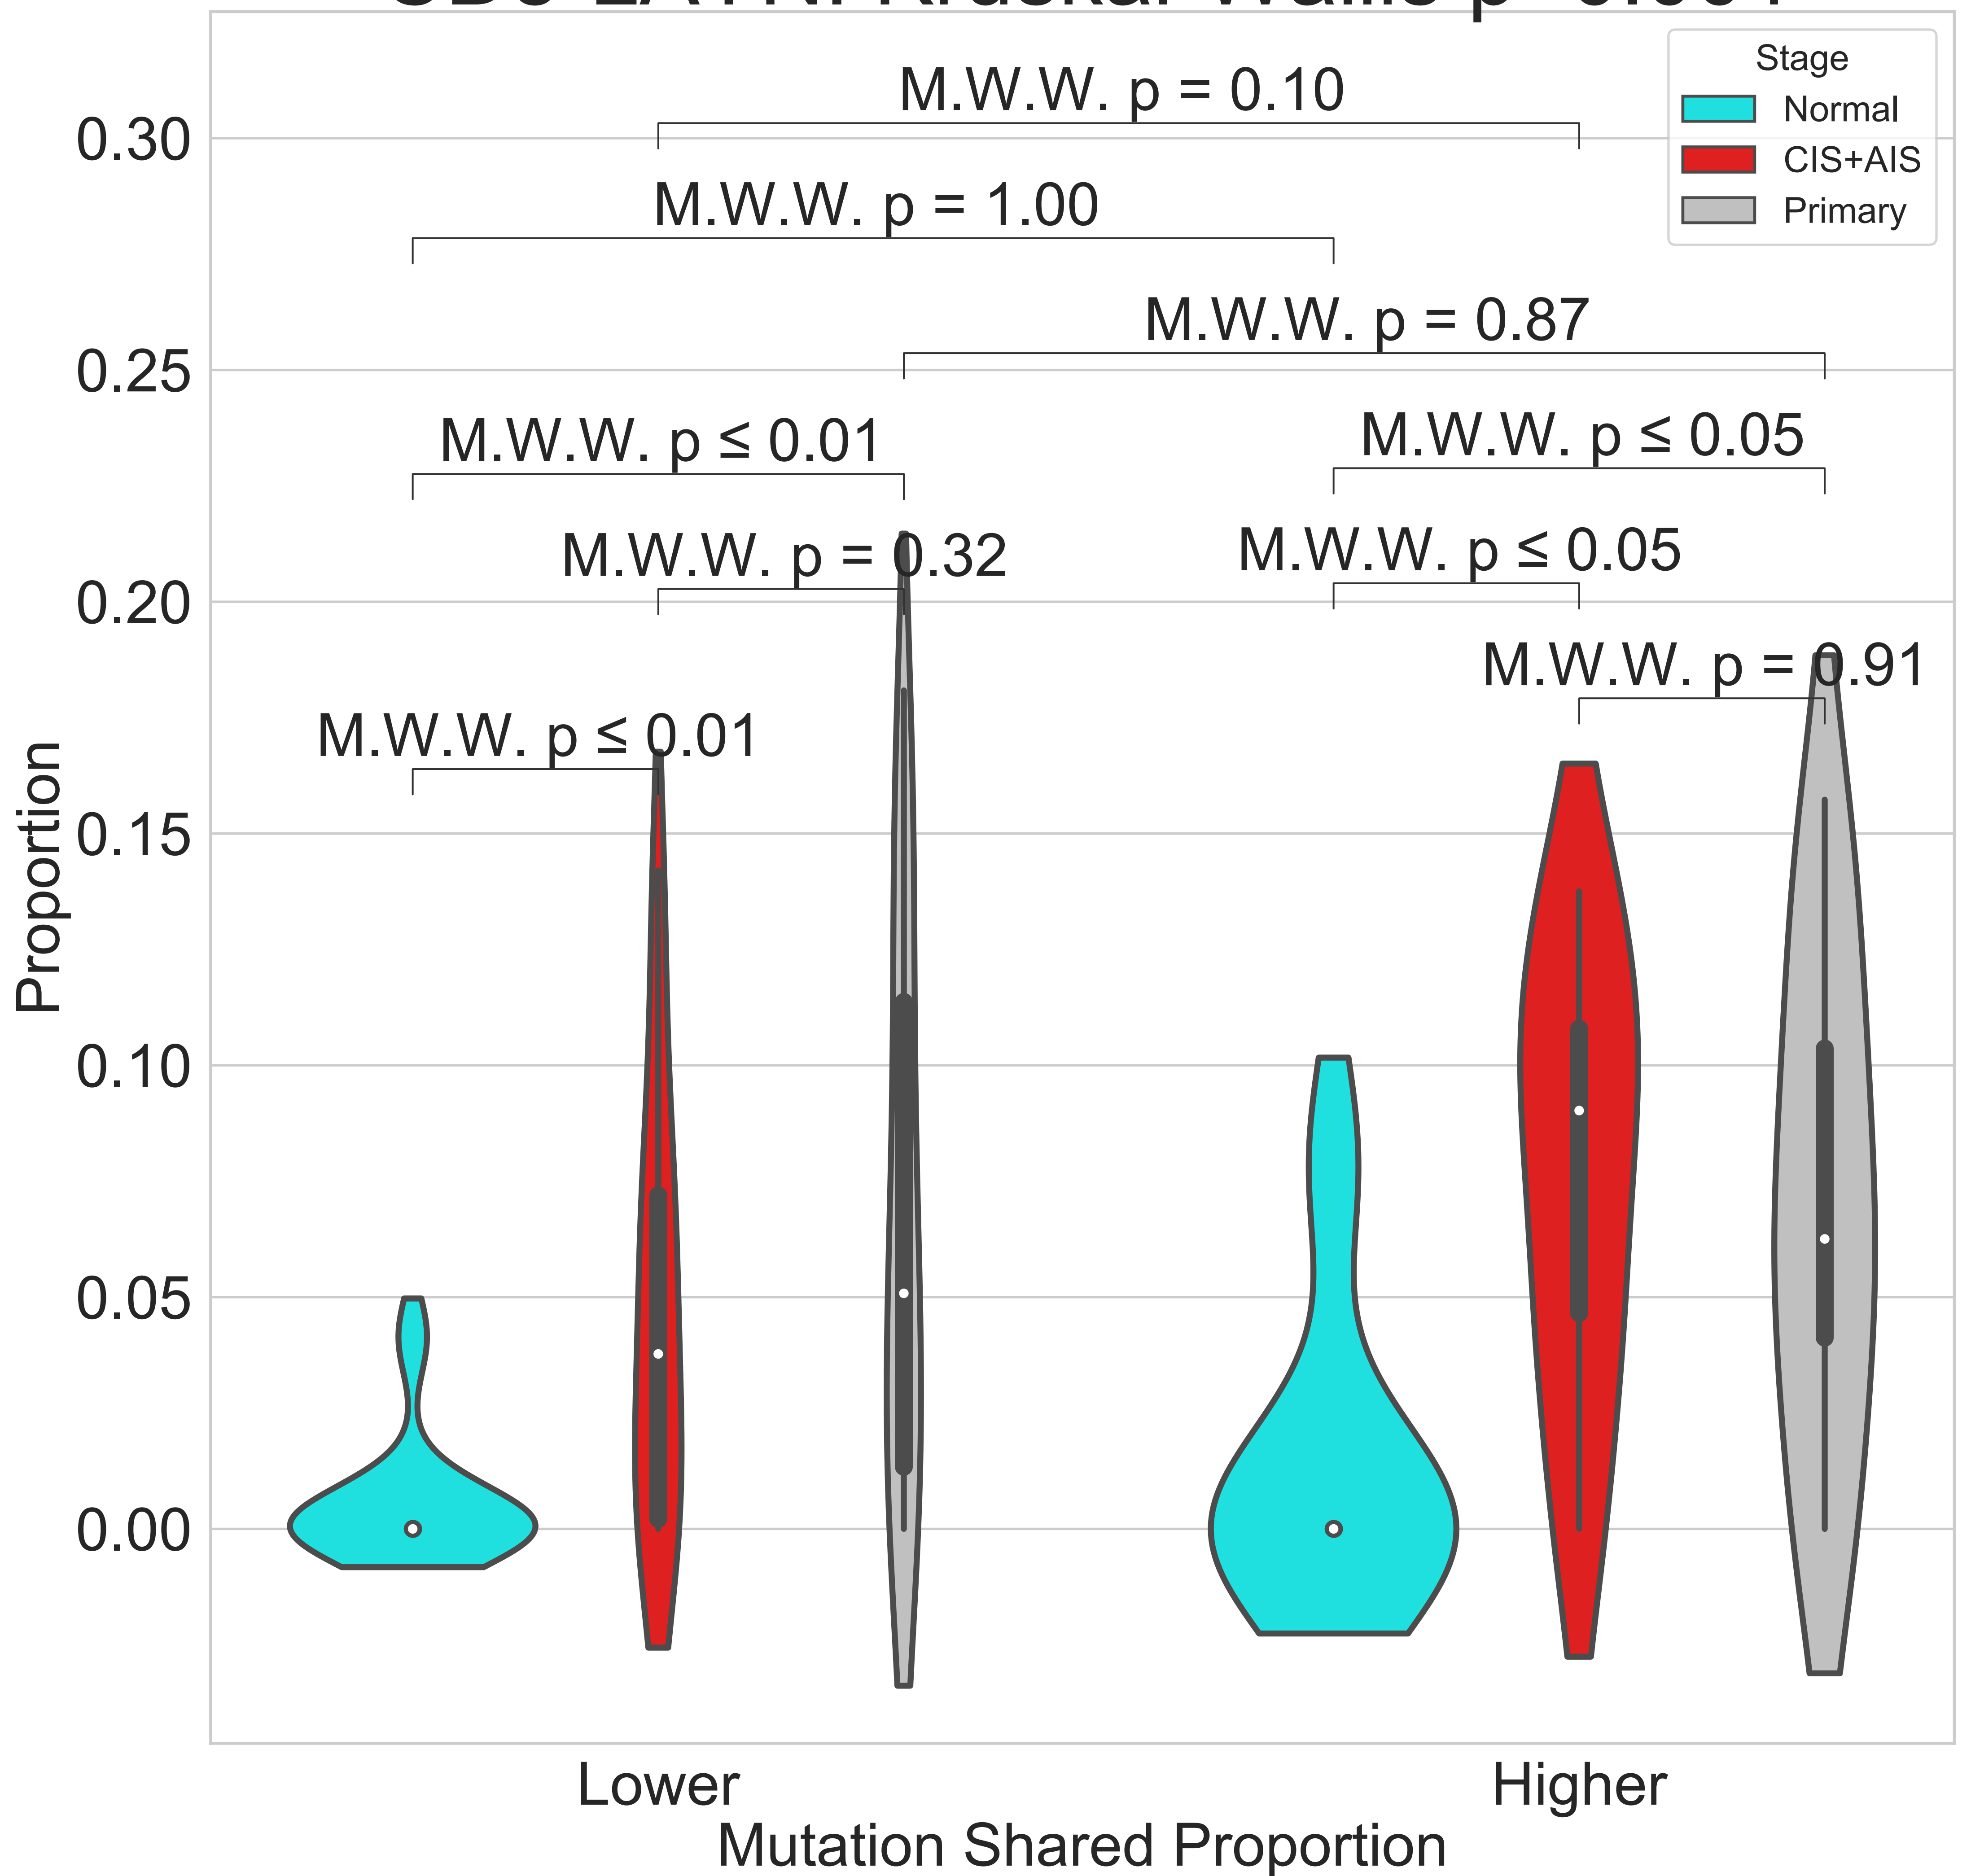 Stage
Normal
CIS+AIS
Primary
M.W.W. p = 0.10
M.W.W. p = 1.00
M.W.W. p = 0.87
M.W.W. p ≤ 0.01
M.W.W. p ≤ 0.05
M.W.W. p = 0.32
M.W.W. p ≤ 0.05
M.W.W. p = 0.91
M.W.W. p ≤ 0.01
0.30
0.25
0.20
0.15
0.10
0.05
0.00
Proportion
Lower
Higher
Mutation Shared Proportion